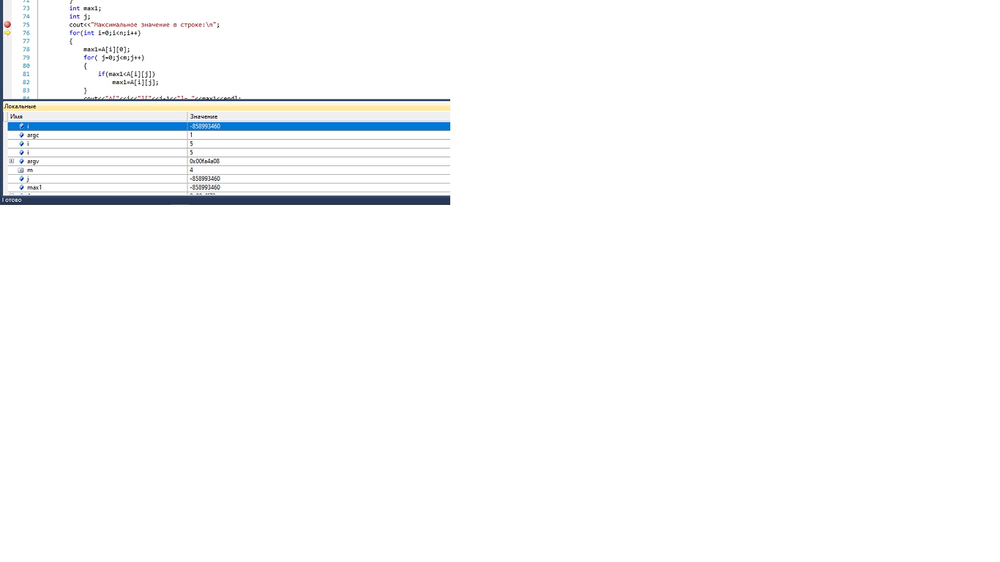 72 }
73 int max1;
74 int j;
75 cout<<"Максимальное значение в строке:\n";
76 for(int i=0;i<n;i++)
77 {
78 max1=A[i][0];
79 for( j=0;j<m;j++)
80 {
81 if(max1<A[i][j])
82 max1=A[i][j];
83 }
84 cout<<"A["<<i<<"]["<<j-1<<"]= "<<max1<<endl;
Локальные
Имя Значение
i -858993460
argc 1
i 5
i 5
argv 0x00fa4a08
m 4
j -858993460
max1 -858993460
Готово